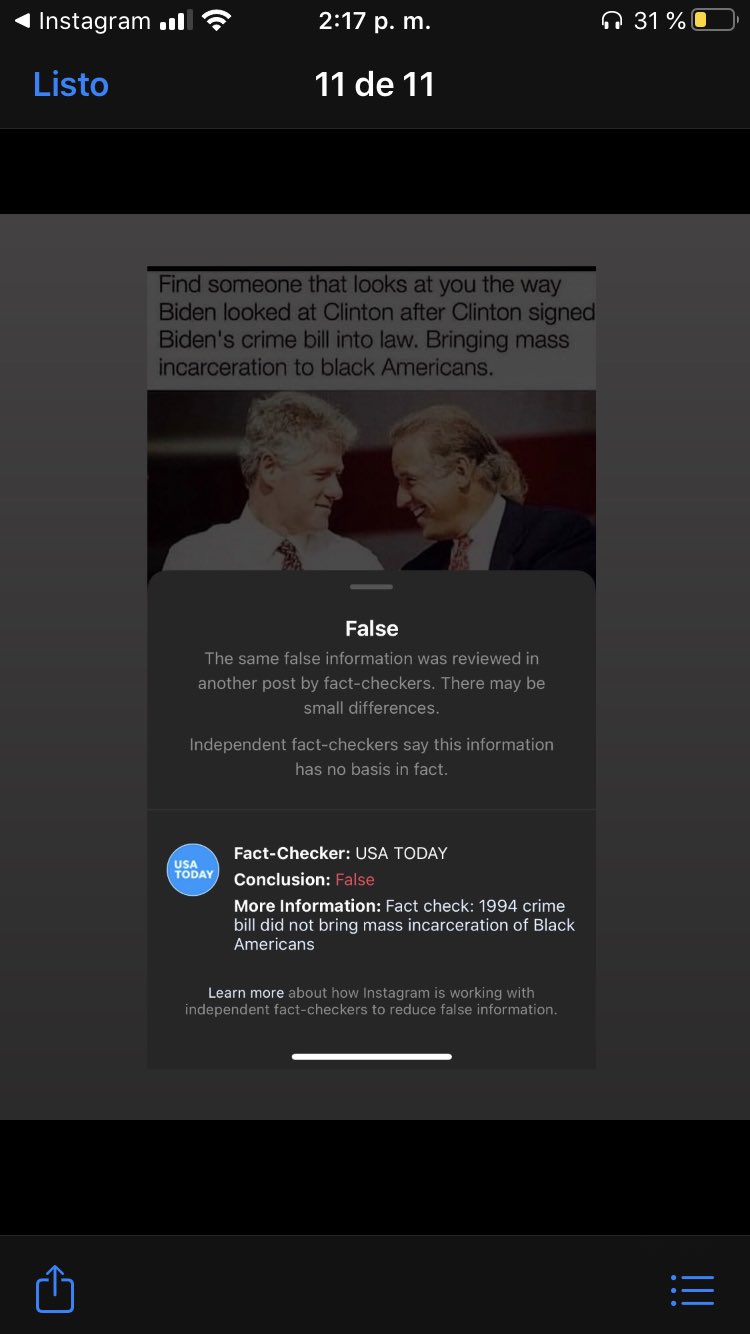 ◀ Instagram 2:17 p. m. 31 %
Listo 11 de 11
Find someone that looks at you the way
Biden looked at Clinton after Clinton signed
Biden's crime bill into law. Bringing mass
incarceration to black Americans.
False
The same false information was reviewed in
another post by fact-checkers. There may be
small differences.
Independent fact-checkers say this information
has no basis in fact.
USA
TODAY
Fact-Checker: USA TODAY
Conclusion: False
More Information: Fact check: 1994 crime
bill did not bring mass incarceration of Black
Americans
Learn more about how Instagram is working with
independent fact-checkers to reduce false information.